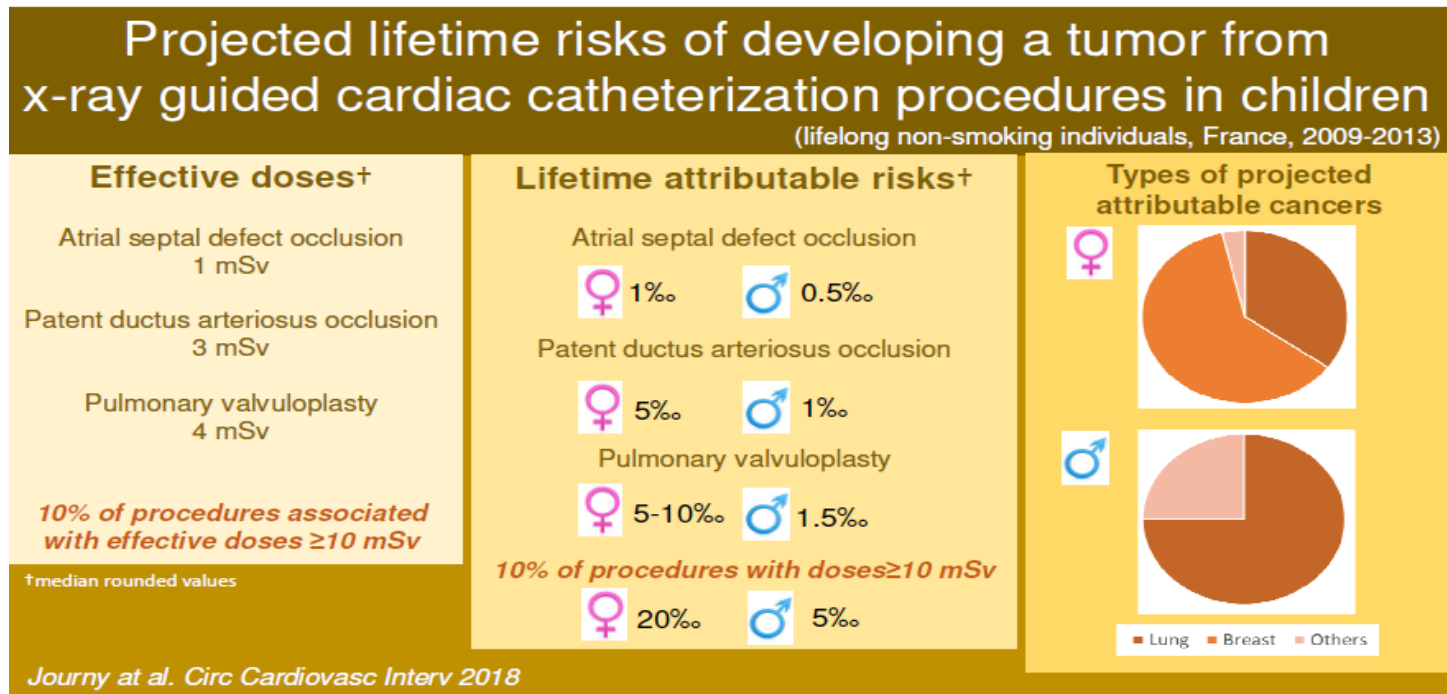 Projected lifetime risks of developing a tumor from
x-ray guided cardiac catheterization procedures in children
(lifelong non-smoking individuals, France, 2009-2013)
Effective doses†
Atrial septal defect occlusion
1 mSv
Patent ductus arteriosus occlusion
3 mSv
Pulmonary valvuloplasty
4 mSv
10% of procedures associated
with effective doses ≥10 mSv
†median rounded values
Lifetime attributable risks†
Atrial septal defect occlusion
♀ 1‰ ♂ 0.5‰
Patent ductus arteriosus occlusion
♀ 5‰ ♂ 1‰
Pulmonary valvuloplasty
♀ 5-10‰ ♂ 1.5‰
10% of procedures with doses≥10 mSv
♀ 20‰ ♂ 5‰
Types of projected
attributable cancers
♀
♂
Lung Breast Others
Journy at al. Circ Cardiovasc Interv 2018